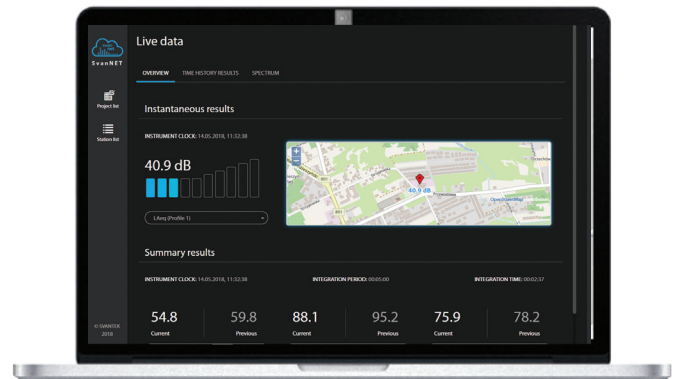 Live data
SvanNET
OVERVIEW TIME HISTORY RESULTS SPECTRUM
Project list
Station list
Instantaneous results
INSTRUMENT CLOCK: 14.05.2018, 11:32:38
40.9 dB
LAeq (Profile 1)
801
40.9 dB
OpenStreetMap
801
Summary results
INSTRUMENT CLOCK: 14.05.2018, 11:32:38 INTEGRATION PERIOD: 00:05:00 INTEGRATION TIME: 00:02:37
54.8 59.8 88.1 95.2 75.9 78.2
Current Previous Current Previous Current Previous
© SVANTEK
2018